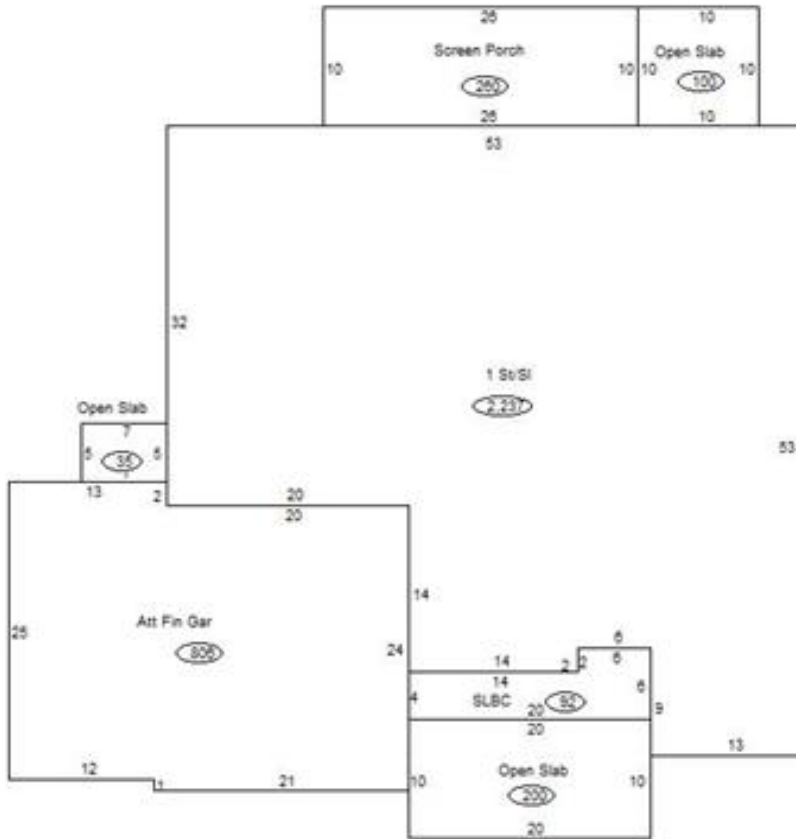 26 10
Screen Porch Open Slab
10 10 10 10
260 100
26 10
53
32
1 St/Sl
Open Slab 2,237
7
5 5 53
35
7
13 2 20
20
14
Att Fin Gar
25 24 6
806 14 2 2 6
14 6
4 SLBC 92
20 9
20
12 13
1 21 10 Open Slab 10
200
20